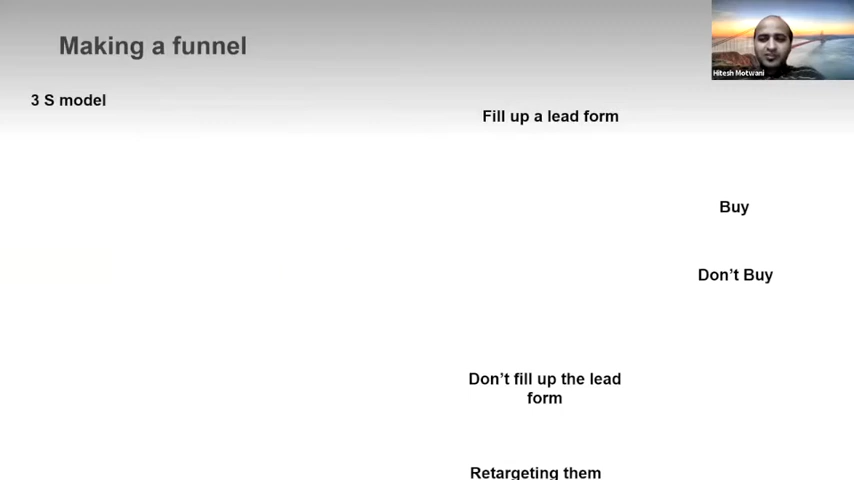 Making a funnel
Hitesh Motwani
3 S model
Fill up a lead form
Buy
Don’t Buy
Don’t fill up the lead
form
Retargeting them